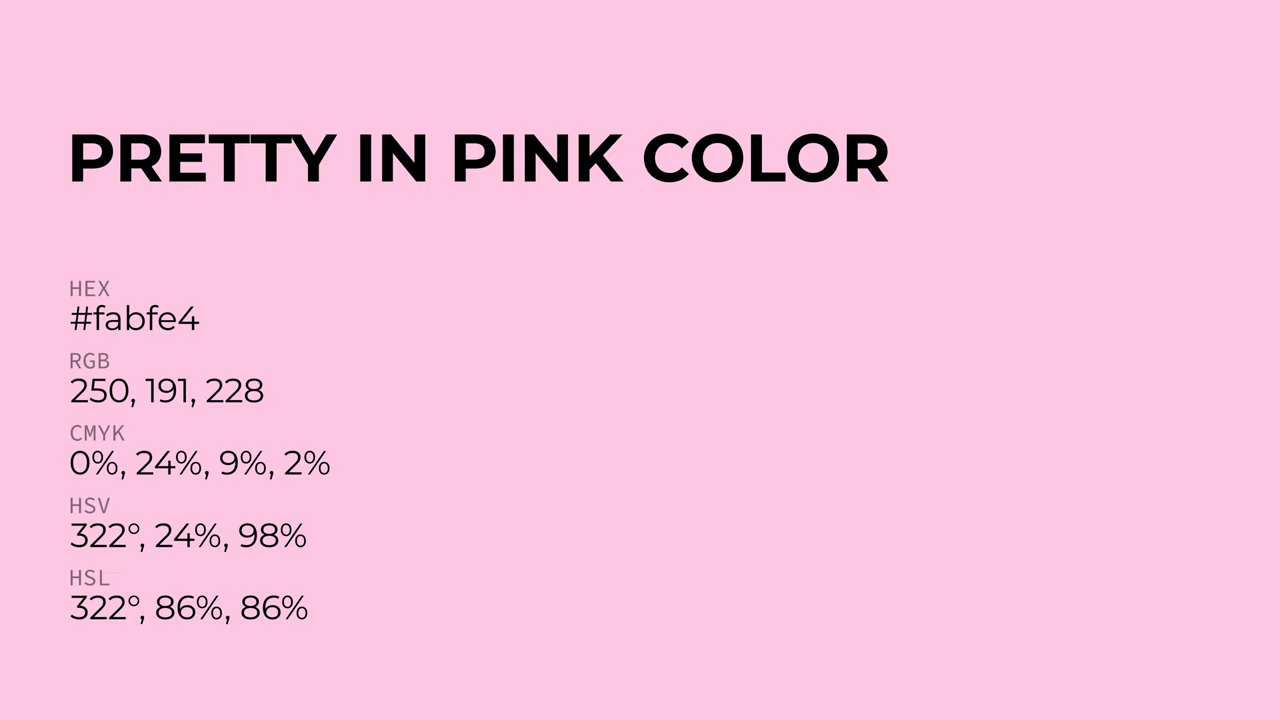 PRETTY IN PINK COLOR
HEX
#fabfe4
RGB
250, 191, 228
CMYK
0%, 24%, 9%, 2%
HSV
322°, 24%, 98%
HSL
322°, 86%, 86%